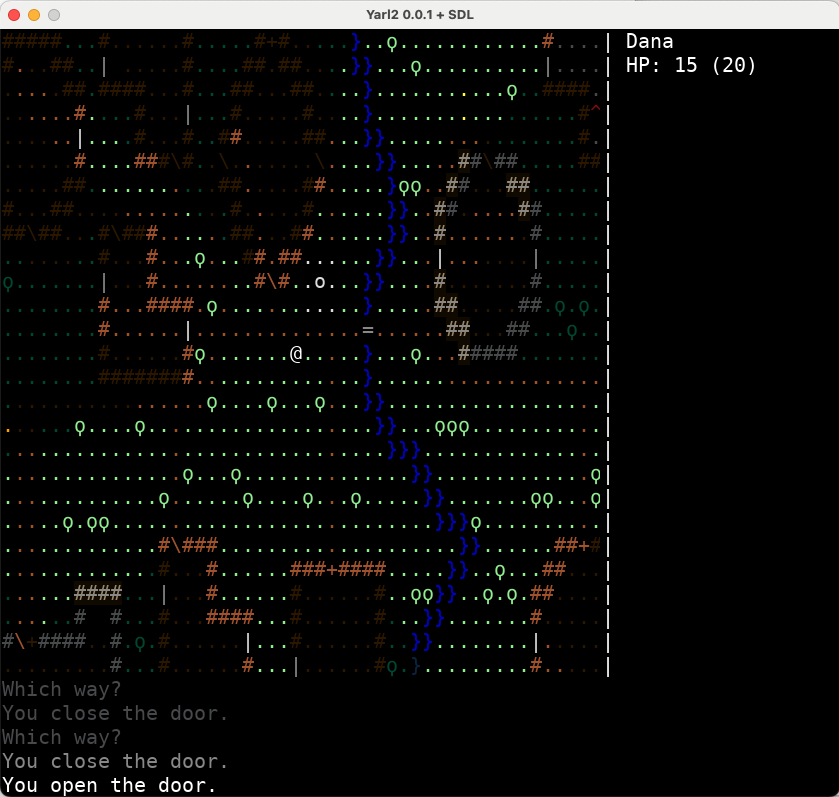 Yarl2 0.0.1 + SDL
Dana
HP: 15 (20)
Which way?
You close the door.
Which way?
You close the door.
You open the door.